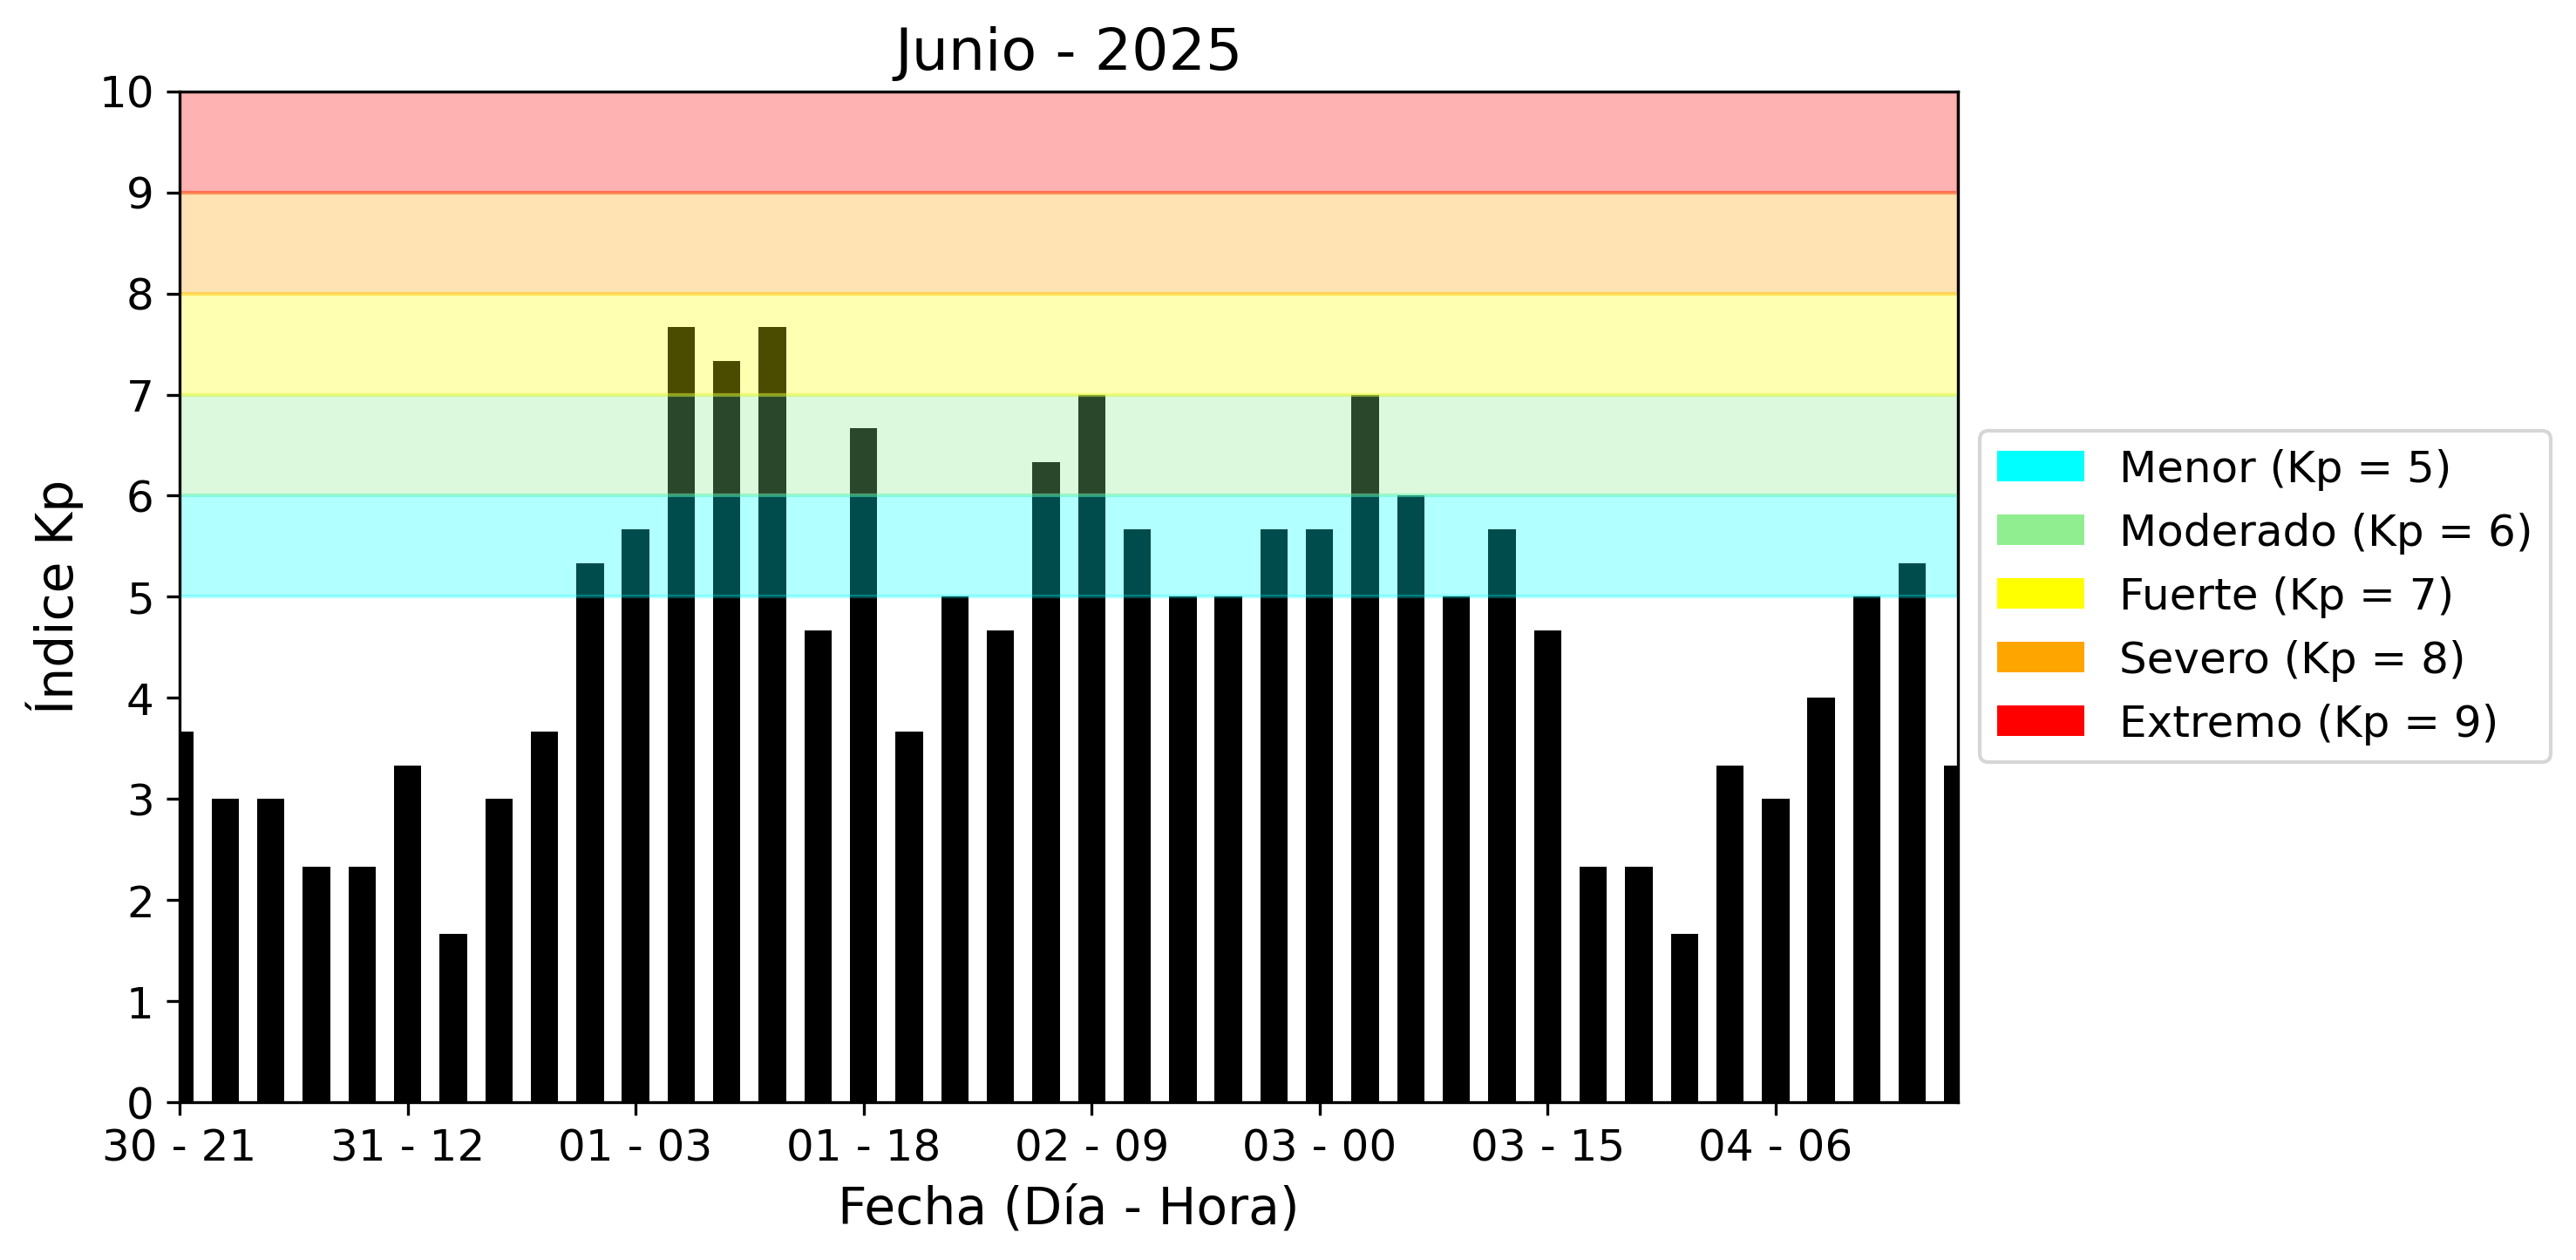 Junio - 2025
10
9
8
7
6
5
4
3
2
1
0
Índice Kp
30 - 21
31 - 12
01 - 03
01 - 18
02 - 09
03 - 00
03 - 15
04 - 06
Fecha (Día - Hora)
Menor (Kp = 5)
Moderado (Kp = 6)
Fuerte (Kp = 7)
Severo (Kp = 8)
Extremo (Kp = 9)